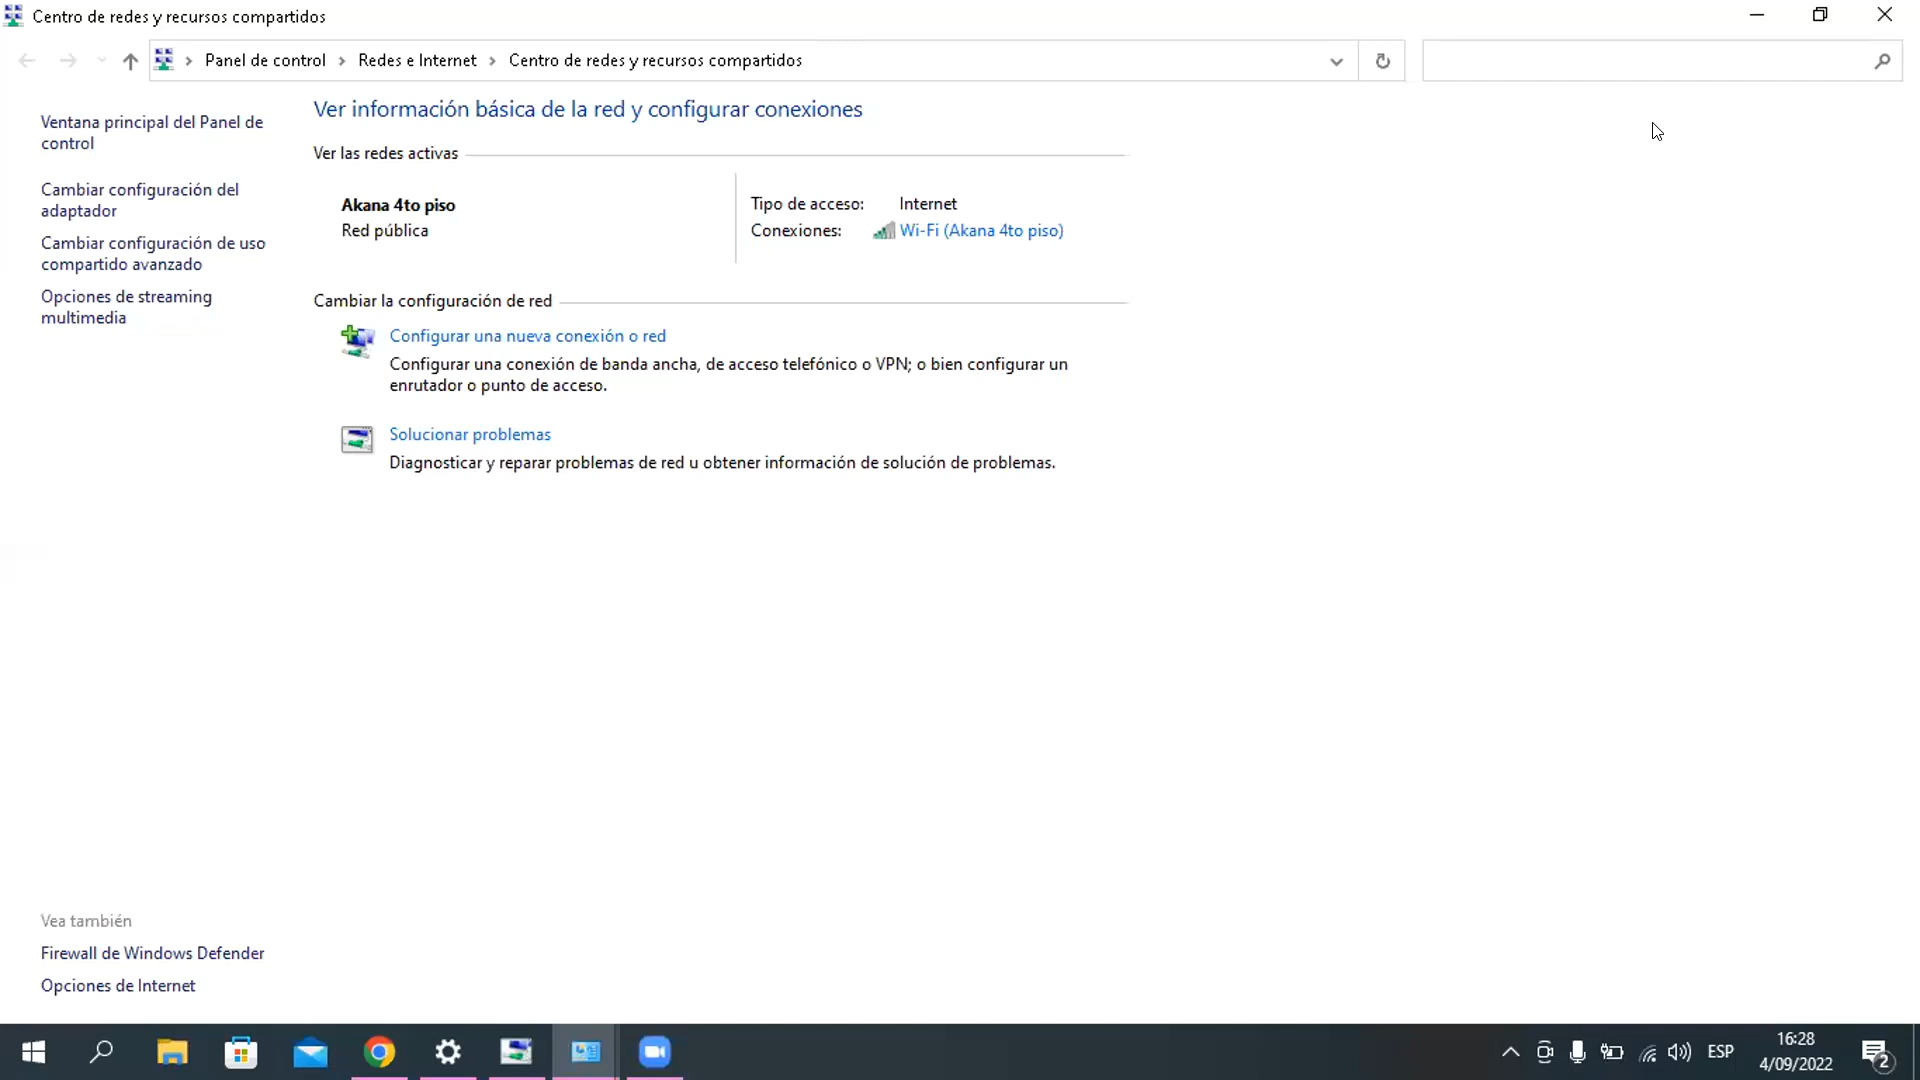 Centro de redes y recursos compartidos
Panel de control > Redes e Internet > Centro de redes y recursos compartidos
Ventana principal del Panel de
control
Cambiar configuración del
adaptador
Cambiar configuración de uso
compartido avanzado
Opciones de streaming
multimedia
Ver información básica de la red y configurar conexiones
Ver las redes activas
Akana 4to piso
Red pública
Tipo de acceso: Internet
Conexiones: Wi-Fi (Akana 4to piso)
Cambiar la configuración de red
Configurar una nueva conexión o red
Configurar una conexión de banda ancha, de acceso telefónico o VPN; o bien configurar un
enrutador o punto de acceso.
Solucionar problemas
Diagnosticar y reparar problemas de red u obtener información de solución de problemas.
Vea también
Firewall de Windows Defender
Opciones de Internet
ESP
16:28
4/09/2022
2